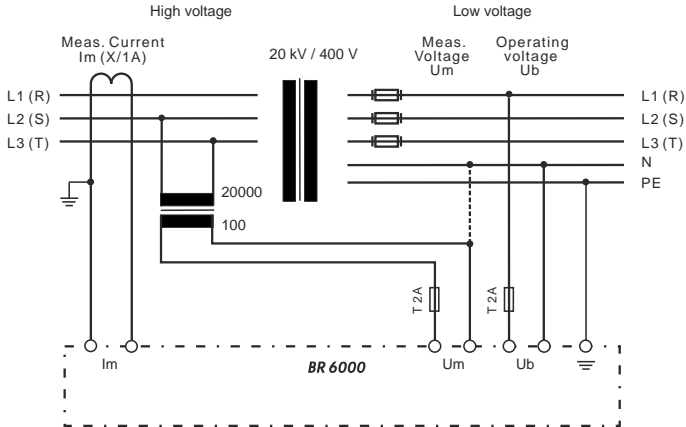 High voltage
Low voltage
Meas. Current
Im (X/1A)
20 kV / 400 V
Meas.
Voltage
Um
Operating
voltage
Ub
L1 (R)
L2 (S)
L3 (T)
L1 (R)
L2 (S)
L3 (T)
N
PE
20000
100
T 2A
T 2A
Im
BR 6000
Um
Ub